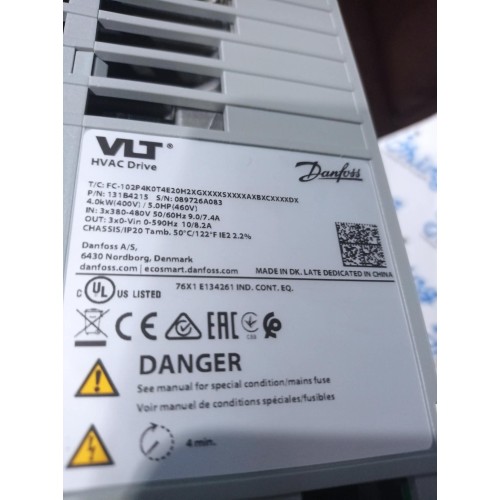 VLT®
HVAC Drive
Danfoss
T/C: FC-102P4K0T4E20H2XGXXXXSXXXXAXBXCXXXXDX
P/N: 131B4215 S/N: 089726A083
4.0kW(400V) / 5.0HP(460V)
IN: 3x380-480V 50/60Hz 9.0/7.4A
OUT: 3x0-Vin 0-590Hz 10/8.2A
CHASSIS/IP20 Tamb. 50°C/122°F IE2 2.2%
Danfoss A/S,
6430 Nordborg, Denmark
danfoss.com | ecosmart.danfoss.com
MADE IN DK. LATE DEDICATED IN CHINA
C UL US LISTED 76X1 E134261 IND. CONT. EQ.
CE EAC
DANGER
See manual for special condition/mains fuse
Voir manuel de conditions spéciales/fusibles
4 min.